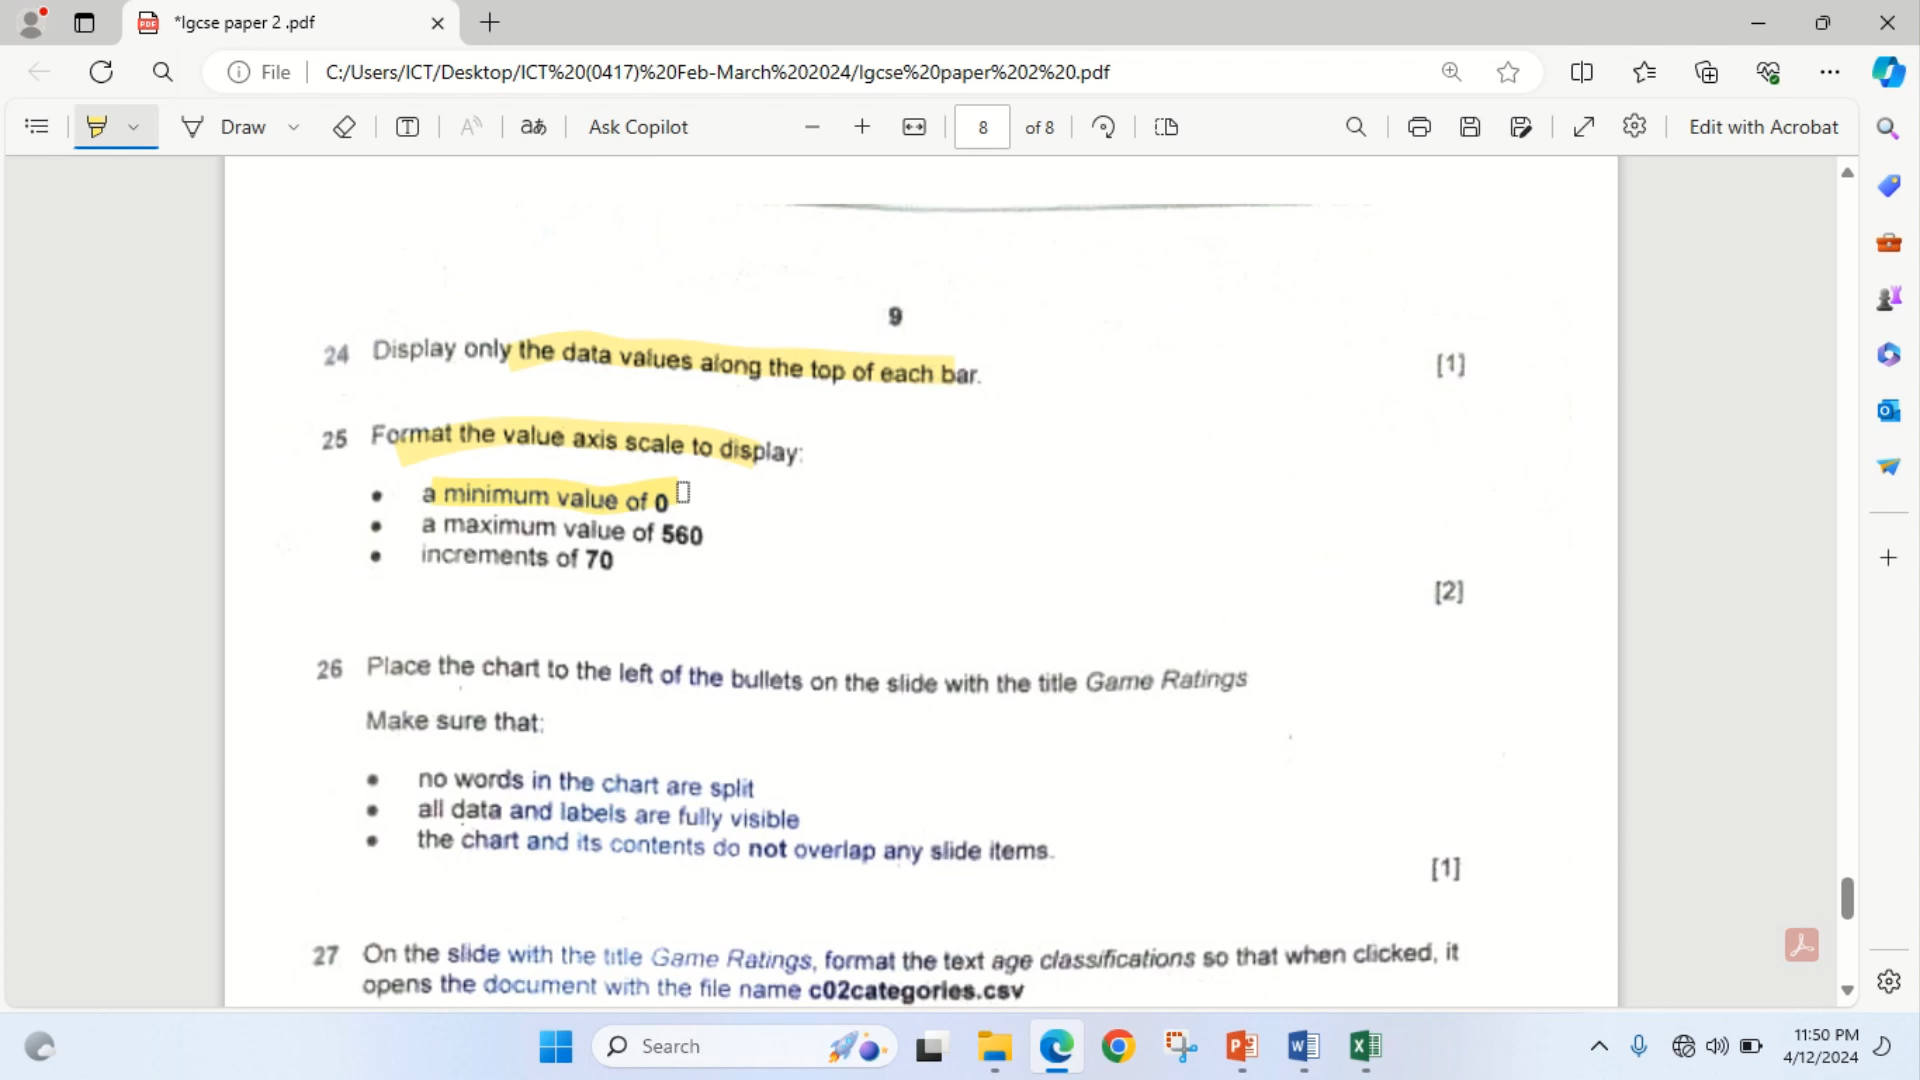 *Igcse paper 2 .pdf
File
C:/Users/ICT/Desktop/ICT%20(0417)%20Feb-March%202024/Igcse%20paper%202%20.pdf
Draw
Ask Copilot
8
of 8
Edit with Acrobat
9
24 Display only the data values along the top of each bar. [1]
25 Format the value axis scale to display:
• a minimum value of 0
• a maximum value of 560
• increments of 70
[2]
26 Place the chart to the left of the bullets on the slide with the title Game Ratings
Make sure that:
• no words in the chart are split
• all data and labels are fully visible
• the chart and its contents do not overlap any slide items.
[1]
27 On the slide with the title Game Ratings, format the text age classifications so that when clicked, it
opens the document with the file name c02categories.csv
Search
11:50 PM
4/12/2024